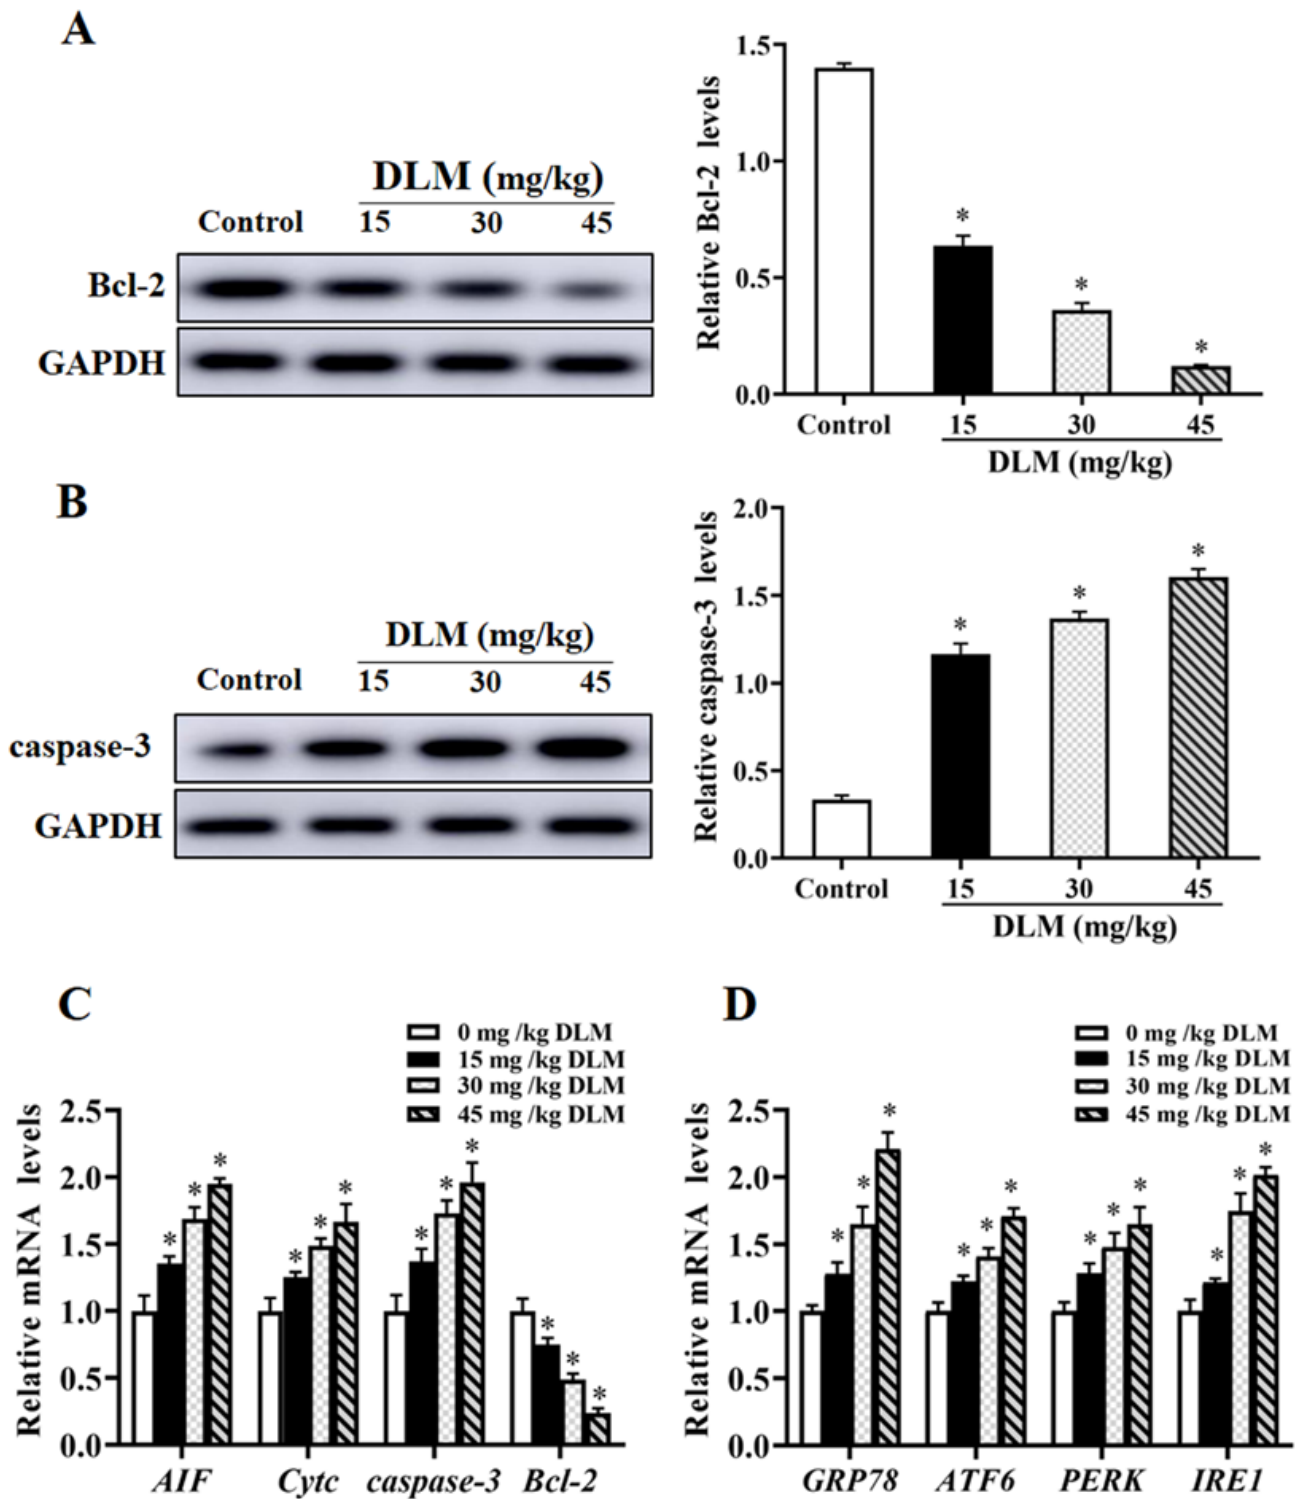 A
DLM (mg/kg)
Control 15 30 45
Bcl-2
GAPDH
Relative Bcl-2 levels
1.5
1.0
0.5
0.0
*
*
*
Control 15 30 45
DLM (mg/kg)
B
DLM (mg/kg)
Control 15 30 45
caspase-3
GAPDH
Relative caspase-3 levels
2.0
1.5
1.0
0.5
0.0
*
*
*
Control 15 30 45
DLM (mg/kg)
C
0 mg /kg DLM
15 mg /kg DLM
30 mg /kg DLM
45 mg /kg DLM
Relative mRNA levels
2.5
2.0
1.5
1.0
0.5
0.0
* * *
* * *
* * *
* * *
AIF Cytc caspase-3 Bcl-2
D
0 mg /kg DLM
15 mg /kg DLM
30 mg /kg DLM
45 mg /kg DLM
Relative mRNA levels
2.5
2.0
1.5
1.0
0.5
0.0
* * *
* * *
* * *
* * *
GRP78 ATF6 PERK IRE1